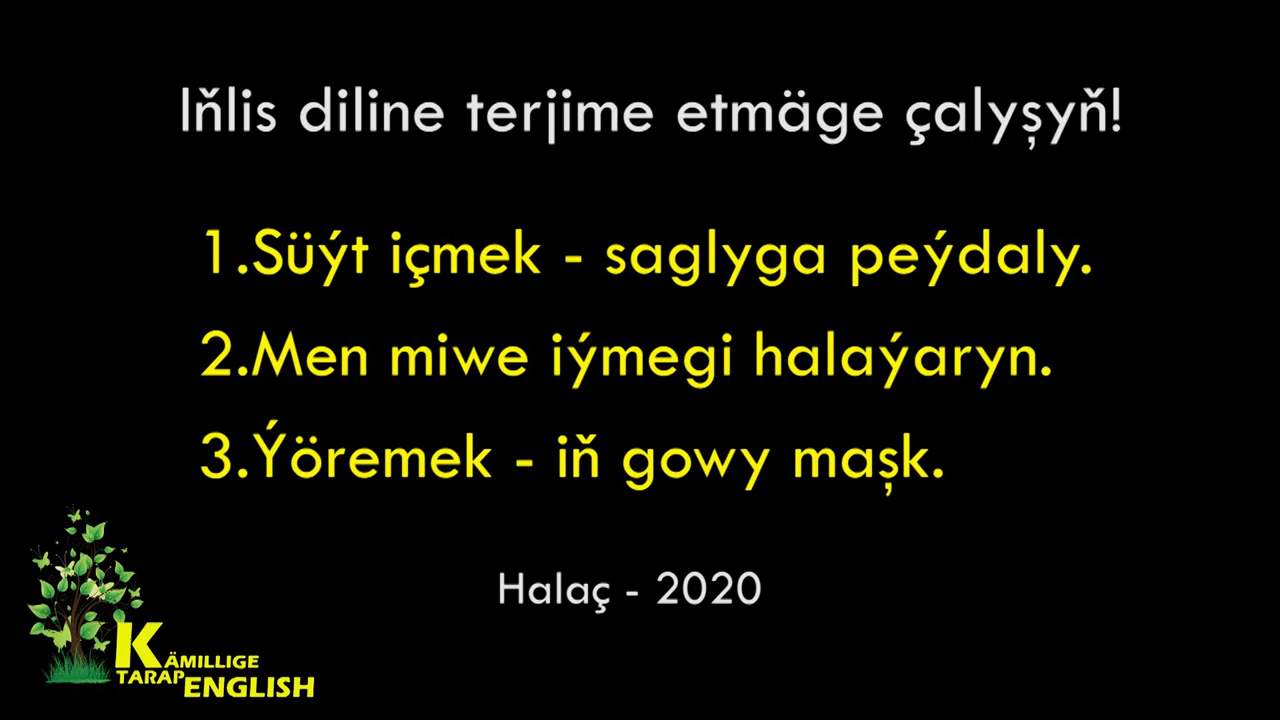 Iňlis diline terjime etmäge çalyşyň!
1.Süýt içmek - saglyga peýdaly.
2.Men miwe iýmegi halaýaryn.
3.Ýöremek - iň gowy maşk.
Halaç - 2020
KÄMILLIGE
TARAP ENGLISH